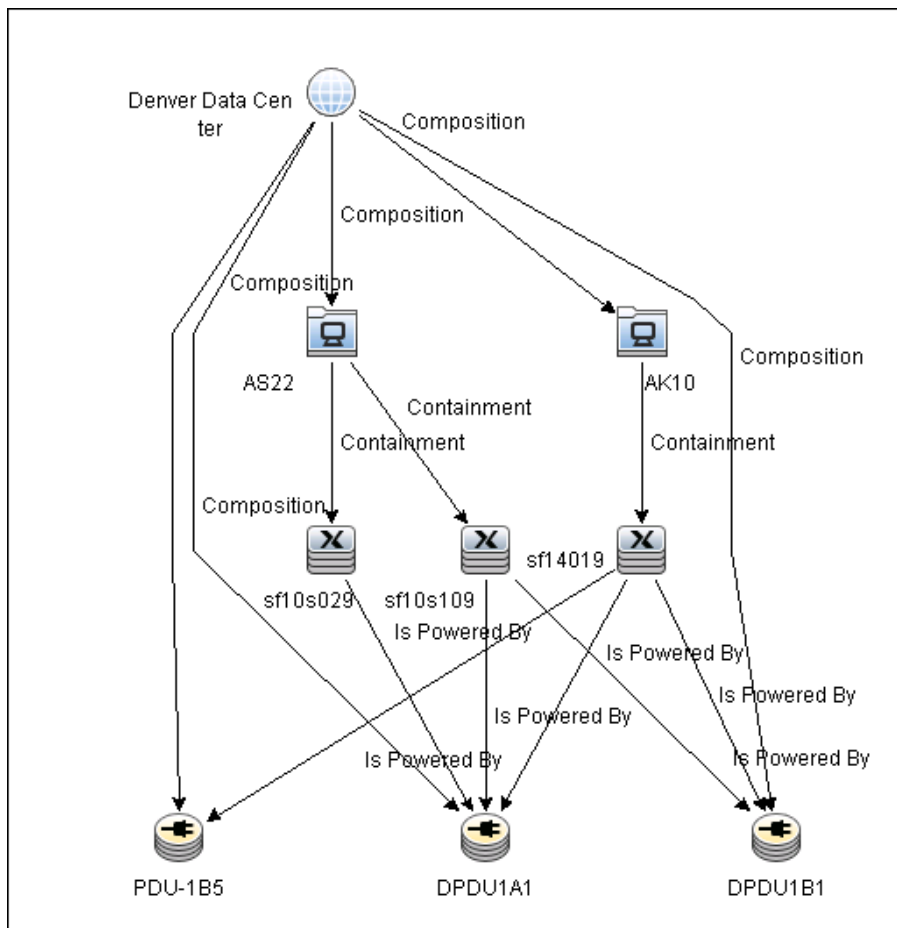 Denver Data Cen
ter
Composition
Composition
Composition
Composition
AS22
AK10
Containment
Containment
Containment
Composition
sf14019
sf10s029
sf10s109
Is Powered By
Is Powered By
Is Powered By
Is Powered By
Is Powered By
Is Powered By
PDU-1B5
DPDU1A1
DPDU1B1